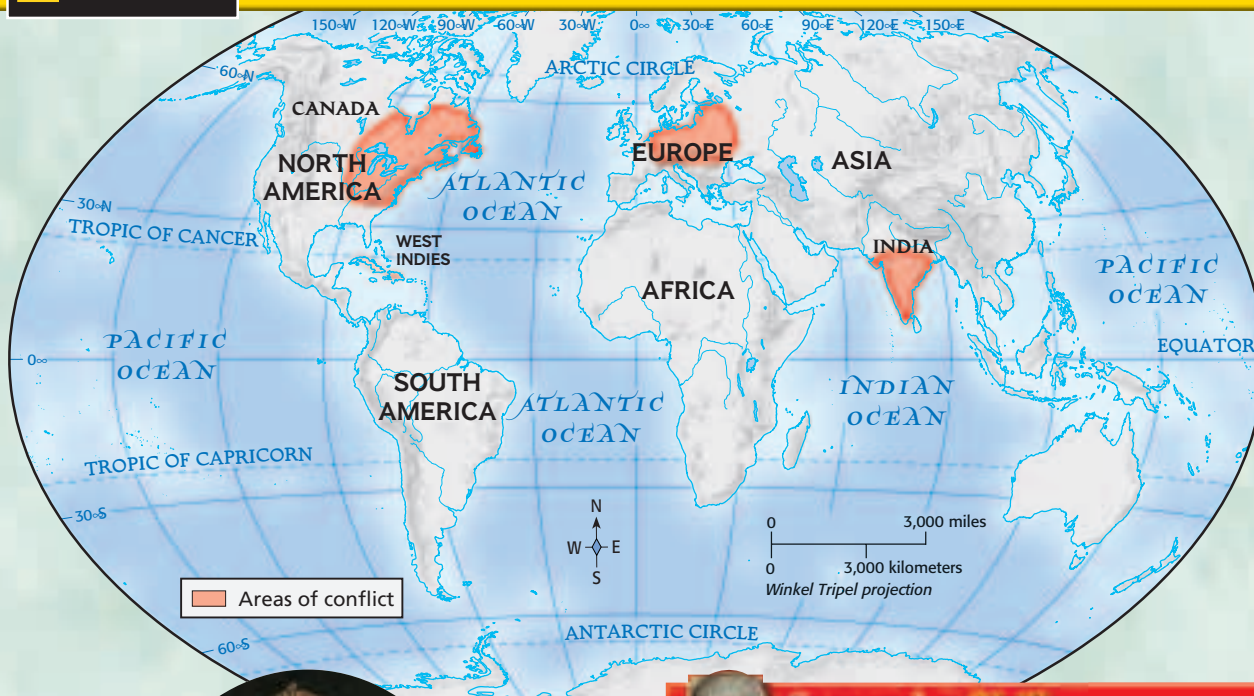 150∞W 120∞W 90∞W 60∞W 30∞W 0∞ 30∞E 60∞E 90∞E 120∞E 150∞E
60∞N
ARCTIC CIRCLE
CANADA
NORTH
AMERICA
EUROPE
ASIA
ATLANTIC
OCEAN
30∞N
TROPIC OF CANCER
WEST
INDIES
INDIA
AFRICA
PACIFIC
OCEAN
PACIFIC
OCEAN
0∞
EQUATOR
SOUTH
AMERICA
ATLANTIC
OCEAN
INDIAN
OCEAN
TROPIC OF CAPRICORN
30∞S
N
W E
S
0 3,000 miles
0 3,000 kilometers
Winkel Tripel projection
Areas of conflict
ANTARCTIC CIRCLE
60∞S